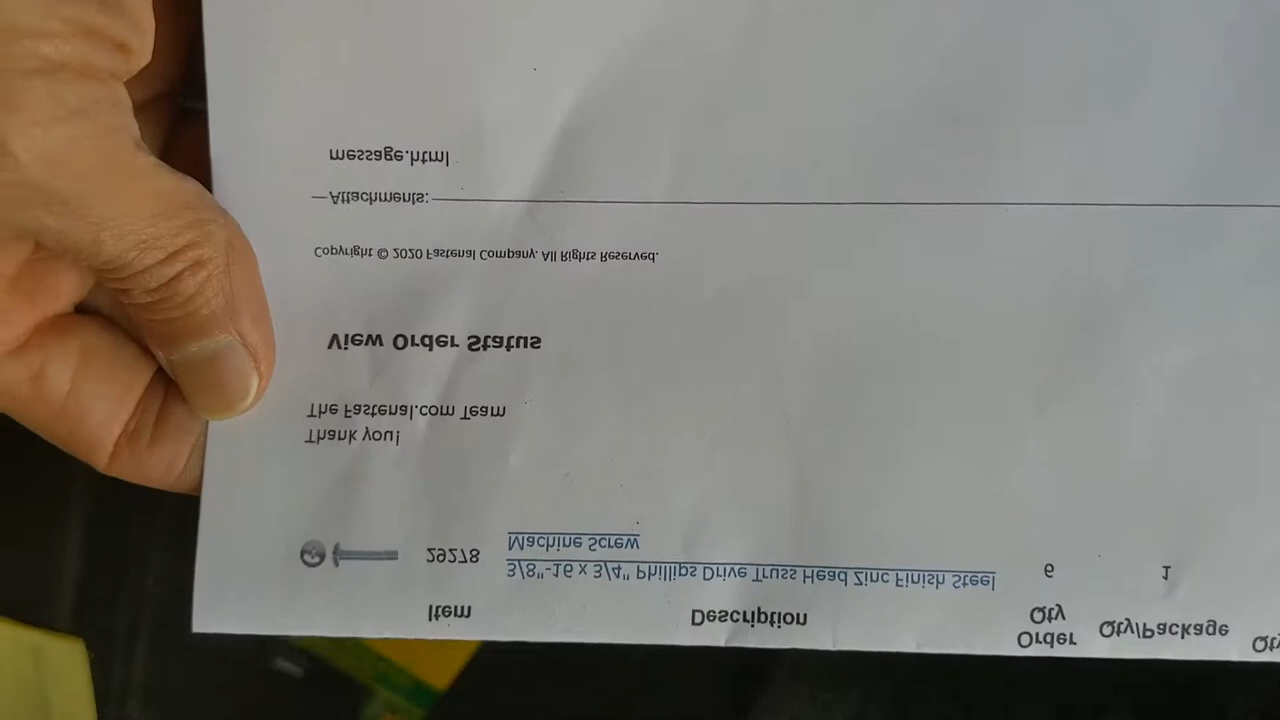 Item Description Order Qty Qty/Package Qty
29278 3/8"-16 x 3/4" Phillips Drive Truss Head Zinc Finish Steel 6 1
Machine Screw
Thank you!
The Fastenal.com Team
View Order Status
Copyright © 2020 Fastenal Company. All Rights Reserved.
—Attachments:
message.html